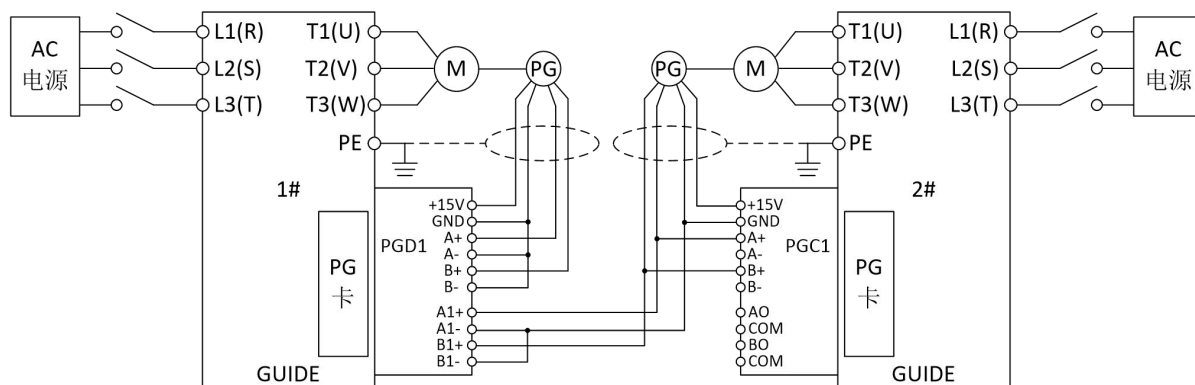 AC
电源
L1(R)
L2(S)
L3(T)
T1(U)
T2(V)
T3(W)
PE
M
PG
1#
PG
卡
PGD1
+15V
GND
A+
A-
B+
B-
A1+
A1-
B1+
B1-
GUIDE
PG
M
T1(U)
T2(V)
T3(W)
PE
L1(R)
L2(S)
L3(T)
AC
电源
2#
+15V
GND
A+
A-
B+
B-
AO
COM
BO
COM
PGC1
PG
卡
GUIDE